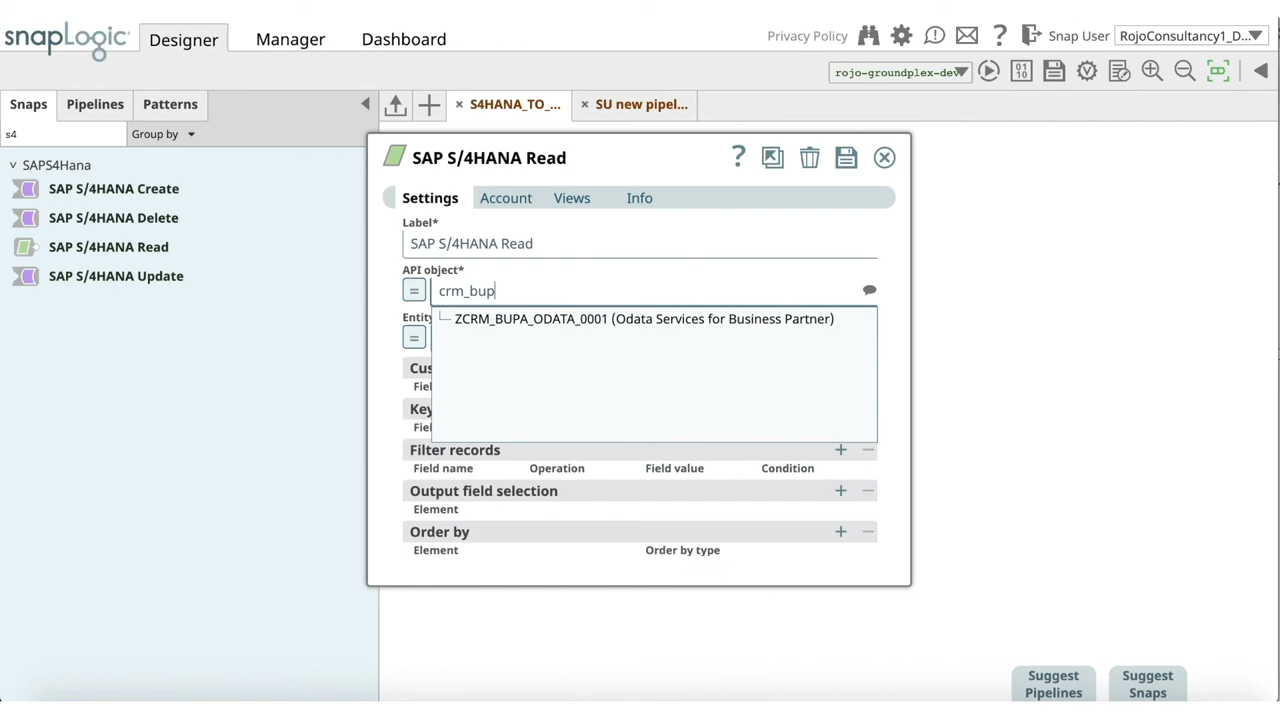 snapLogic
Designer
Manager
Dashboard
Privacy Policy
?
Snap User
RojoConsultancy1_D...
rojo-groundplex-dev
Snaps
Pipelines
Patterns
S4HANA_TO_...
SU new pipel...
s4
Group by
SAPS4Hana
SAP S/4HANA Create
SAP S/4HANA Delete
SAP S/4HANA Read
SAP S/4HANA Update
SAP S/4HANA Read
?
Settings
Account
Views
Info
Label*
SAP S/4HANA Read
API object*
=
crm_bup
ZCRM_BUPA_ODATA_0001 (Odata Services for Business Partner)
Entity
=
Cus
Fiel
Key
Fiel
Filter records
Field name
Operation
Field value
Condition
Output field selection
Element
Order by
Element
Order by type
Suggest
Pipelines
Suggest
Snaps